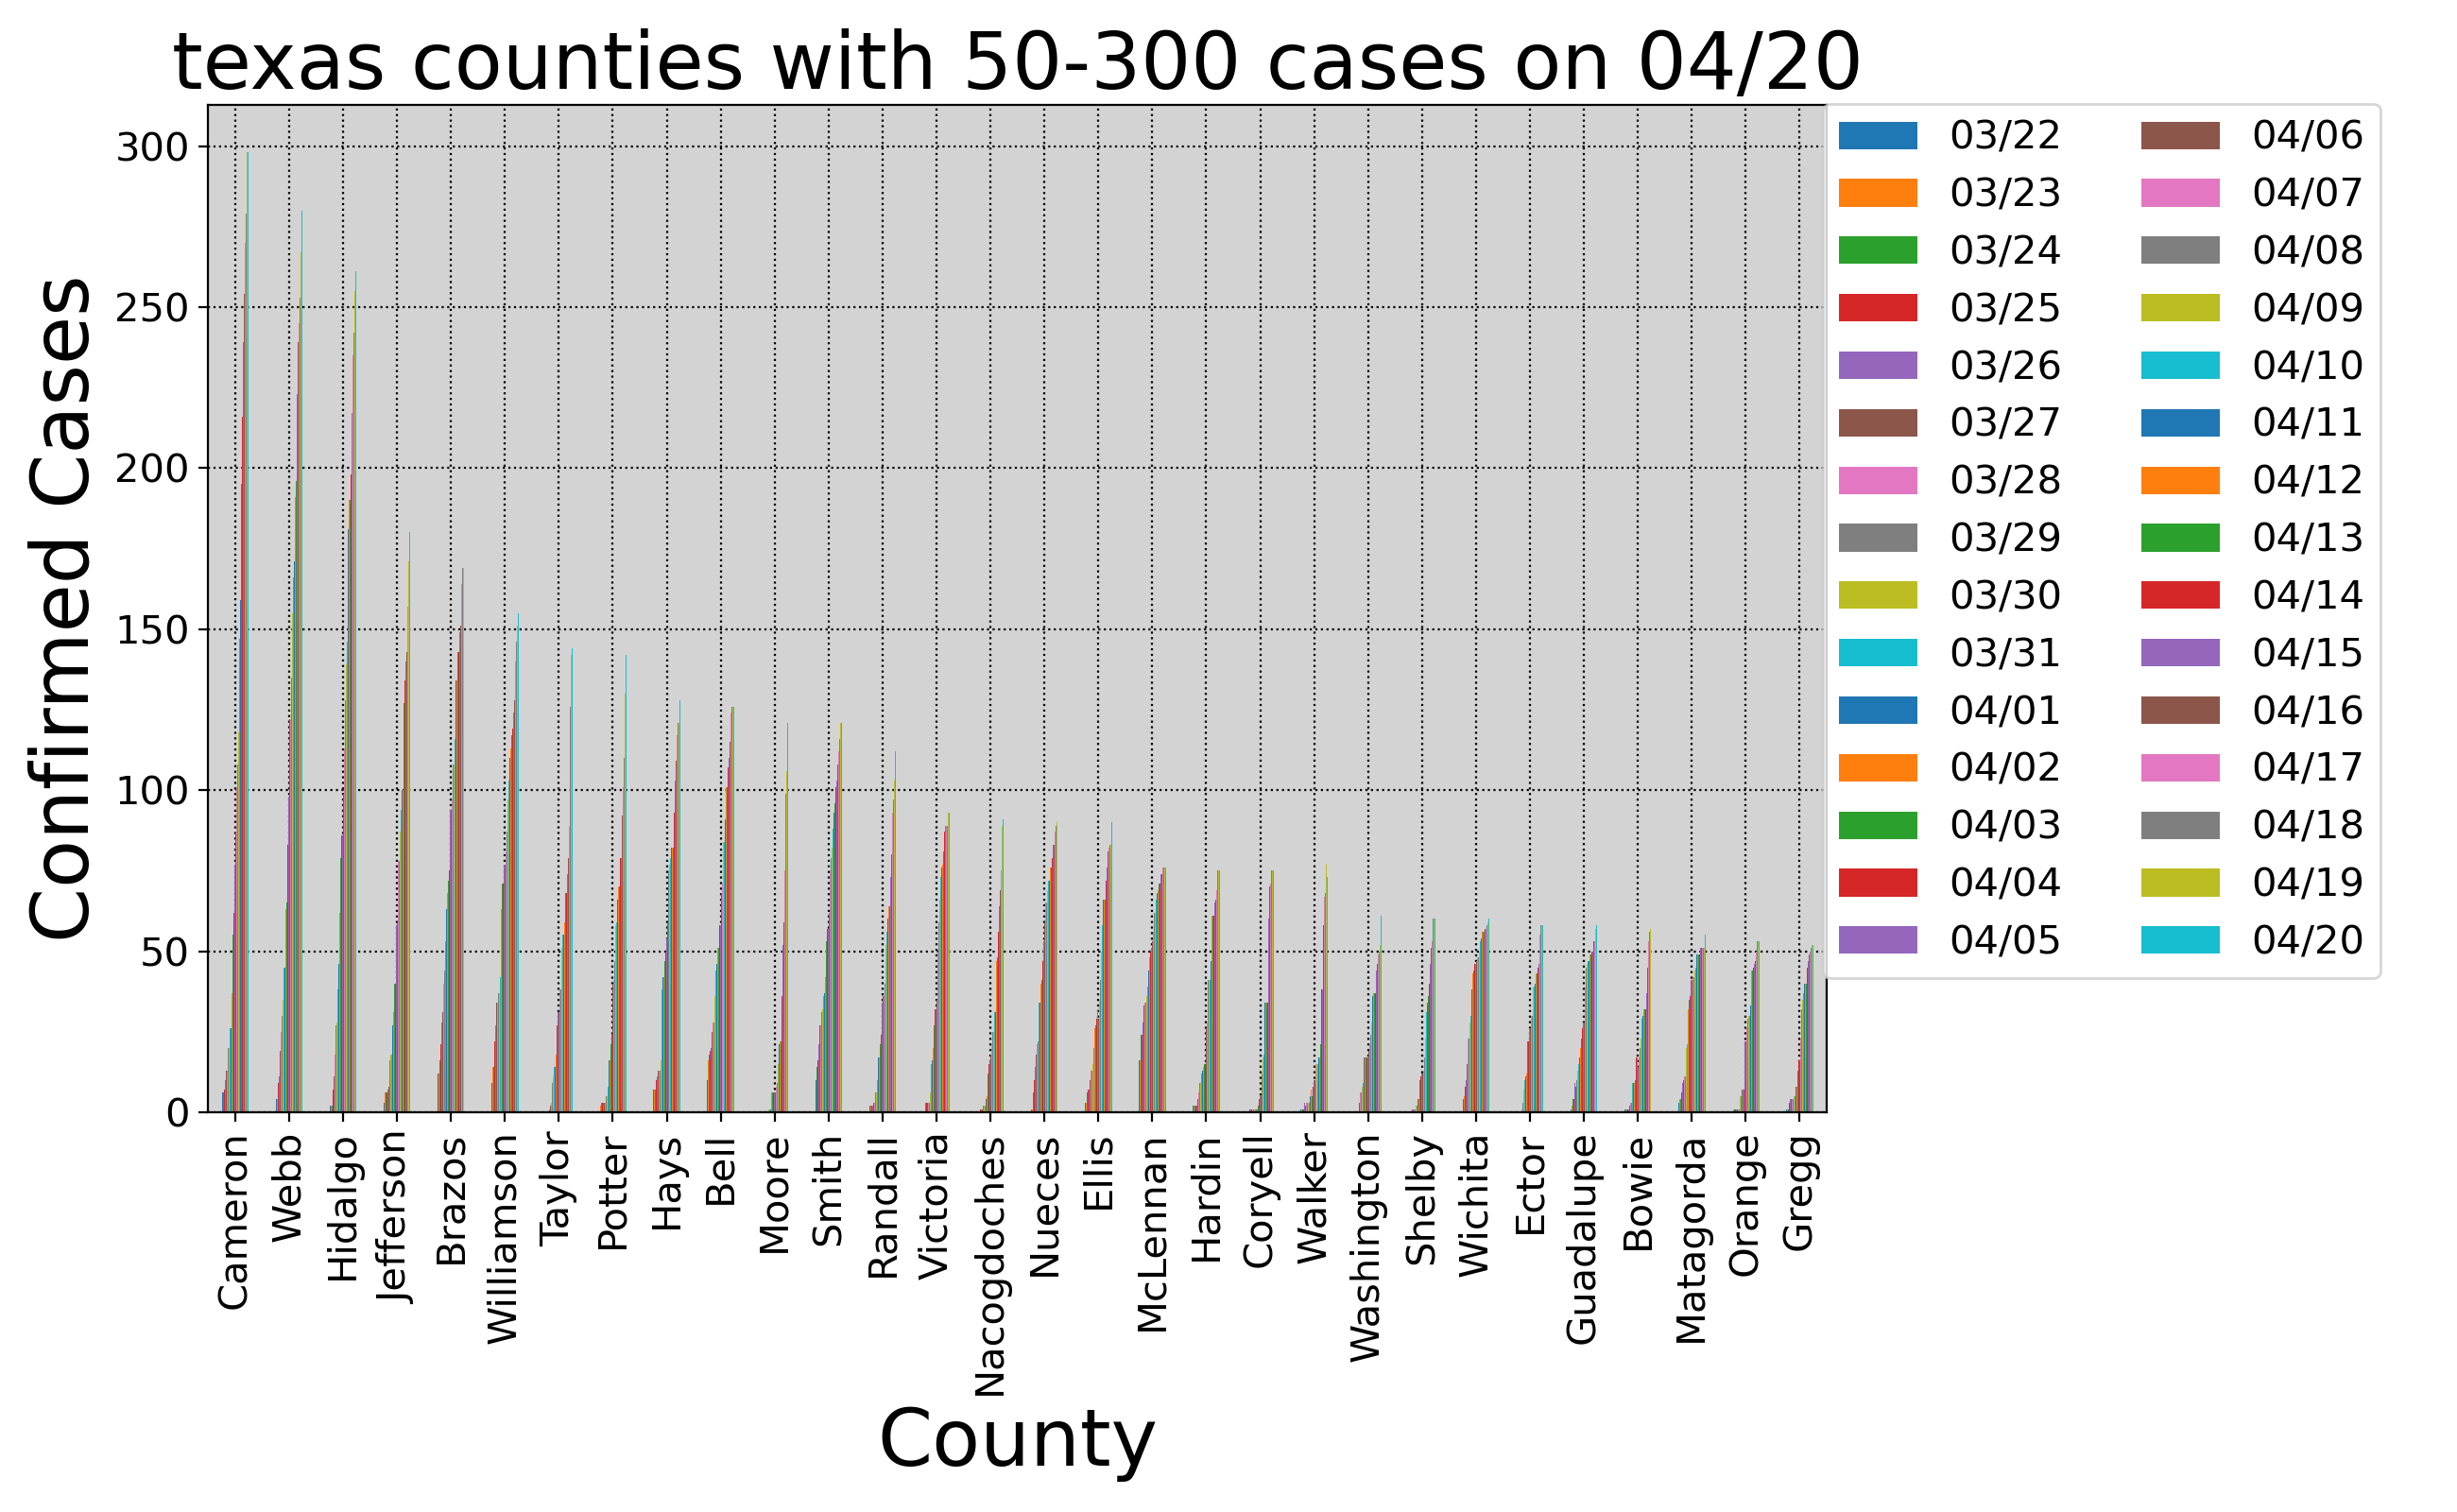 texas counties with 50-300 cases on 04/20
Confirmed Cases
300
250
200
150
100
50
0
Cameron
Webb
Hidalgo
Jefferson
Brazos
Williamson
Taylor
Potter
Hays
Bell
Moore
Smith
Randall
Victoria
Nacogdoches
Nueces
Ellis
McLennan
Hardin
Coryell
Walker
Washington
Shelby
Wichita
Ector
Guadalupe
Bowie
Matagorda
Orange
Gregg
County
03/22
03/23
03/24
03/25
03/26
03/27
03/28
03/29
03/30
03/31
04/01
04/02
04/03
04/04
04/05
04/06
04/07
04/08
04/09
04/10
04/11
04/12
04/13
04/14
04/15
04/16
04/17
04/18
04/19
04/20